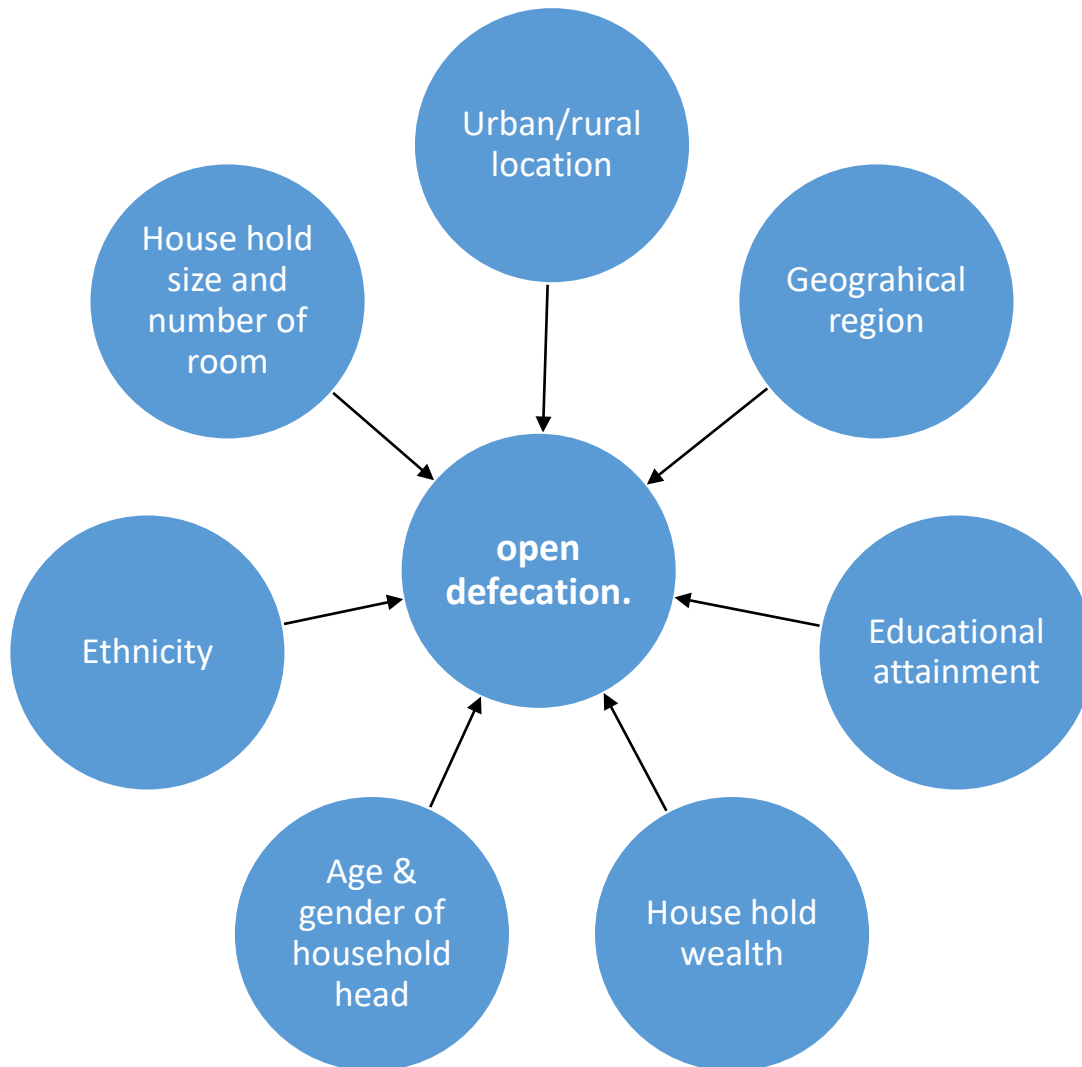 Urban/rural
location
House hold
size and
number of
room
Geograhical
region
open
defecation.
Ethnicity
Educational
attainment
Age &
gender of
household
head
House hold
wealth